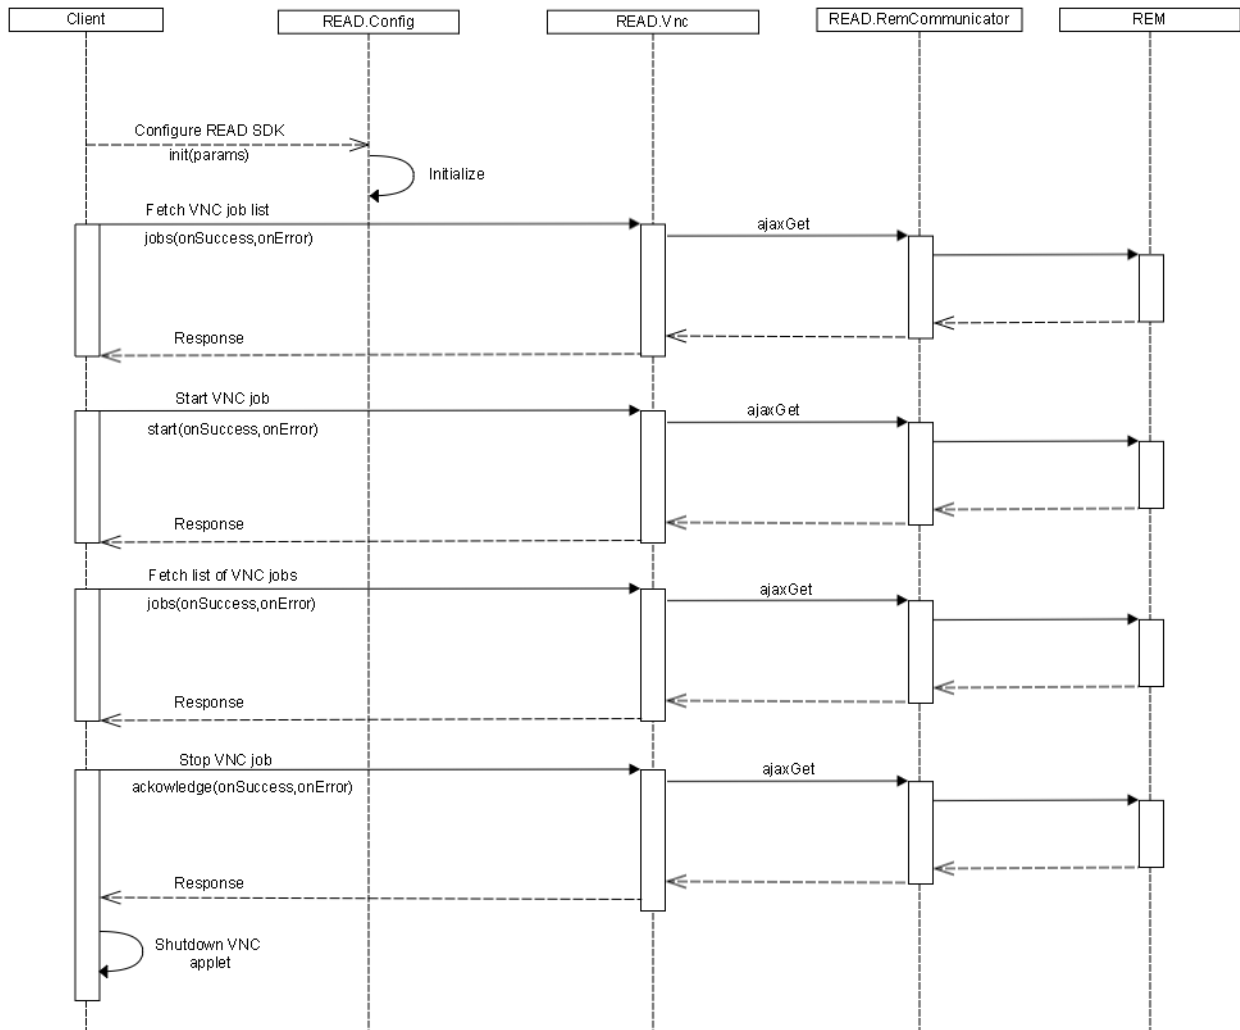 Client
READ.Config
READ.Vnc
READ.RemCommunicator
REM
Configure READ SDK
init(params)
Initialize
Fetch VNC job list
jobs(onSuccess,onError)
ajaxGet
Response
Start VNC job
start(onSuccess,onError)
ajaxGet
Response
Fetch list of VNC jobs
jobs(onSuccess,onError)
ajaxGet
Response
Stop VNC job
ackowledge(onSuccess,onError)
ajaxGet
Response
Shutdown VNC
applet